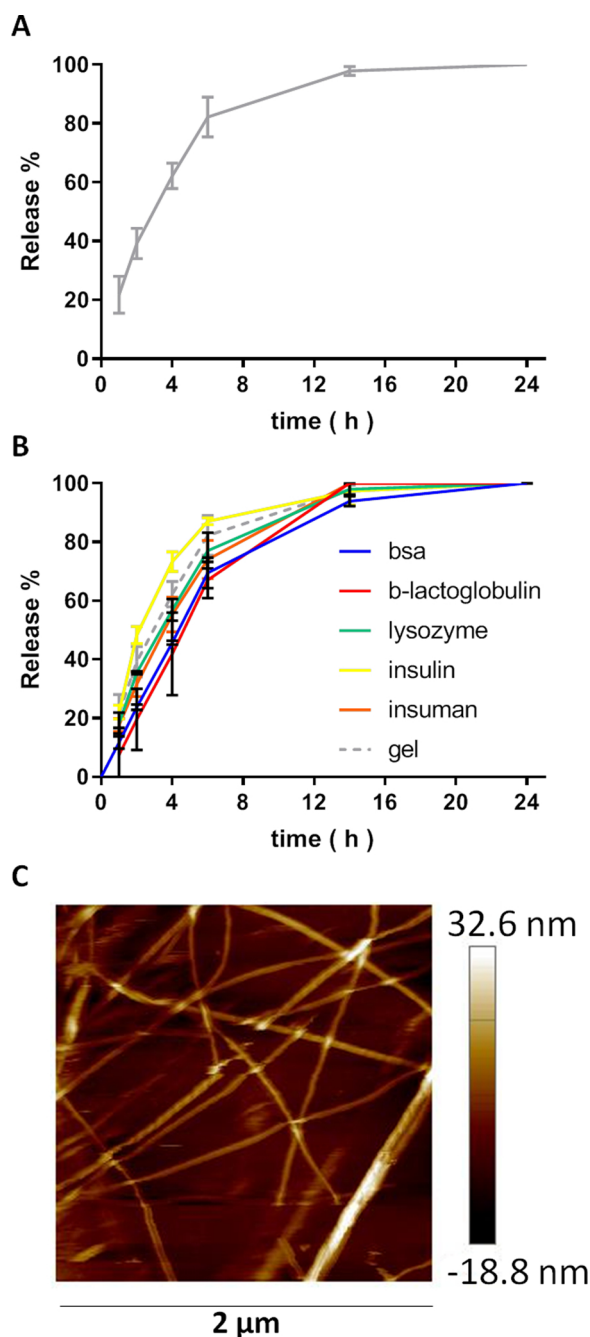 A
100
80
60
40
20
0
Release %
0 4 8 12 16 20 24
time ( h )
B
100
80
60
40
20
0
Release %
bsa
b-lactoglobulin
lysozyme
insulin
insuman
gel
0 4 8 12 16 20 24
time ( h )
C
32.6 nm
-18.8 nm
2 µm